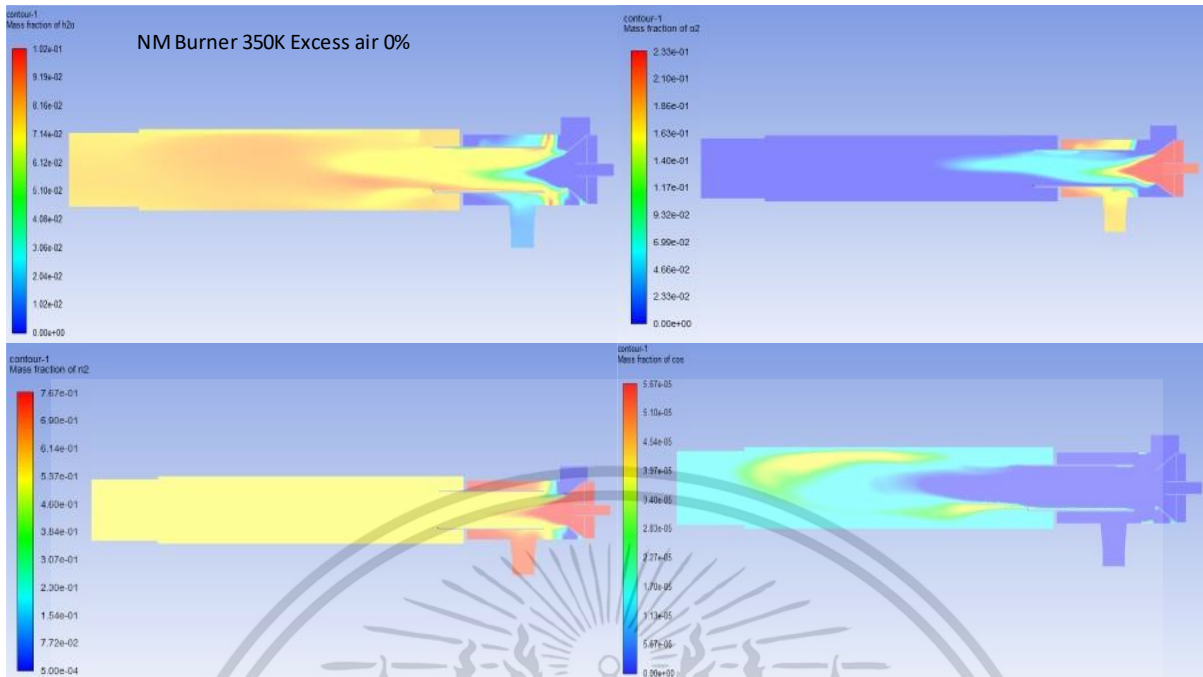 contour-1
Mass fraction of h2o
NM Burner 350K Excess air 0%
1.02e-01
9.19e-02
8.16e-02
7.14e-02
6.12e-02
5.10e-02
4.08e-02
3.06e-02
2.04e-02
1.02e-02
0.00e+00
contour-1
Mass fraction of o2
2.33e-01
2.10e-01
1.86e-01
1.63e-01
1.40e-01
1.17e-01
9.32e-02
6.99e-02
4.66e-02
2.33e-02
0.00e+00
contour-1
Mass fraction of n2
7.67e-01
6.90e-01
6.14e-01
5.37e-01
4.60e-01
3.84e-01
3.07e-01
2.30e-01
1.54e-01
7.72e-02
5.00e-04
contour-1
Mass fraction of cos
5.67e-05
5.10e-05
4.54e-05
3.97e-05
3.40e-05
2.83e-05
2.27e-05
1.70e-05
1.13e-05
5.67e-06
0.00e+00